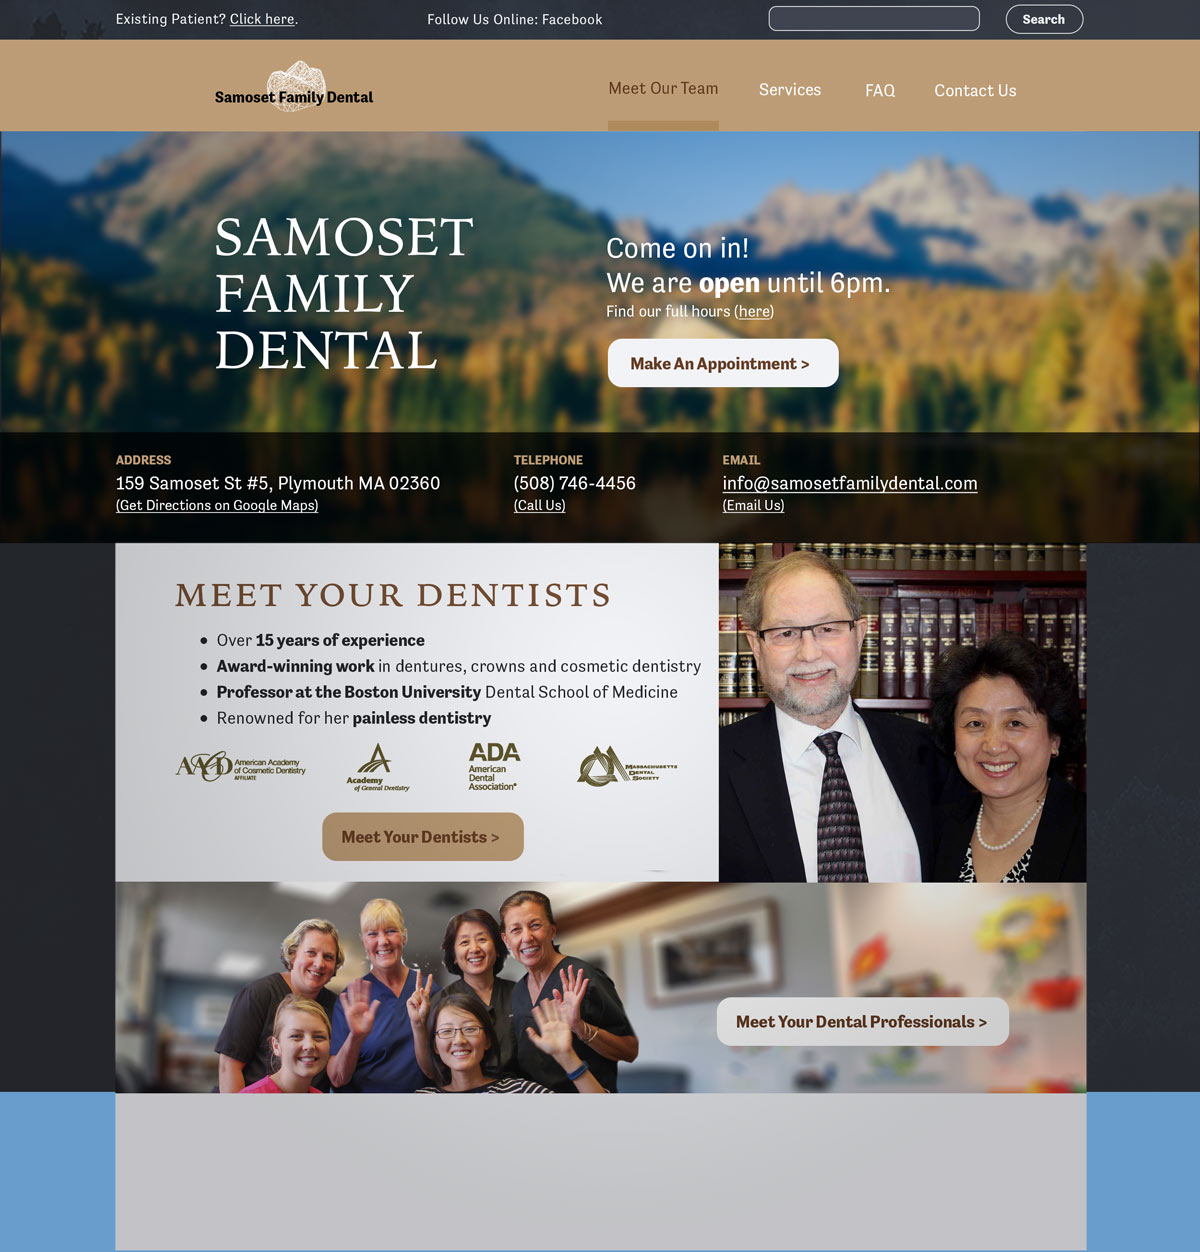 Existing Patient? Click here.
Follow Us Online: Facebook
Search
Samoset Family Dental
Meet Our Team
Services
FAQ
Contact Us
SAMOSET
FAMILY
DENTAL
Come on in!
We are open until 6pm.
Find our full hours (here)
Make An Appointment >
ADDRESS
159 Samoset St #5, Plymouth MA 02360
(Get Directions on Google Maps)
TELEPHONE
(508) 746-4456
(Call Us)
EMAIL
info@samosetfamilydental.com
(Email Us)
MEET YOUR DENTISTS
• Over 15 years of experience
• Award-winning work in dentures, crowns and cosmetic dentistry
• Professor at the Boston University Dental School of Medicine
• Renowned for her painless dentistry
AACD
American Academy
of Cosmetic Dentistry
AFFILIATE
Academy
of General Dentistry
ADA
American
Dental
Association®
MASSACHUSETTS
DENTAL
SOCIETY
Meet Your Dentists >
Meet Your Dental Professionals >